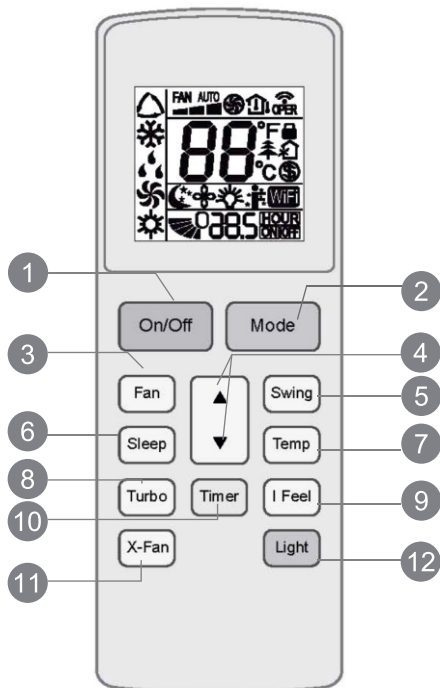 FAN AUTO
OPER
88 °F
°C
WiFi
088.5 HOUR
ON/OFF
1
On/Off Mode
2
3
4
Fan Swing
5
6
Sleep Temp
7
8
Turbo Timer I Feel
9
10
X-Fan Light
11
12